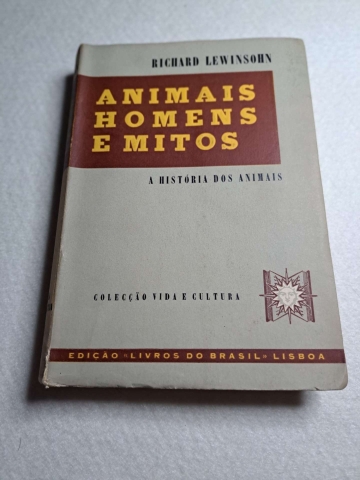 RICHARD LEWINSOHN
ANIMAIS
HOMENS
E MITOS
A HISTÓRIA DOS ANIMAIS
COLECÇÃO VIDA E CULTURA
EDIÇÃO «LIVROS DO BRASIL» LISBOA